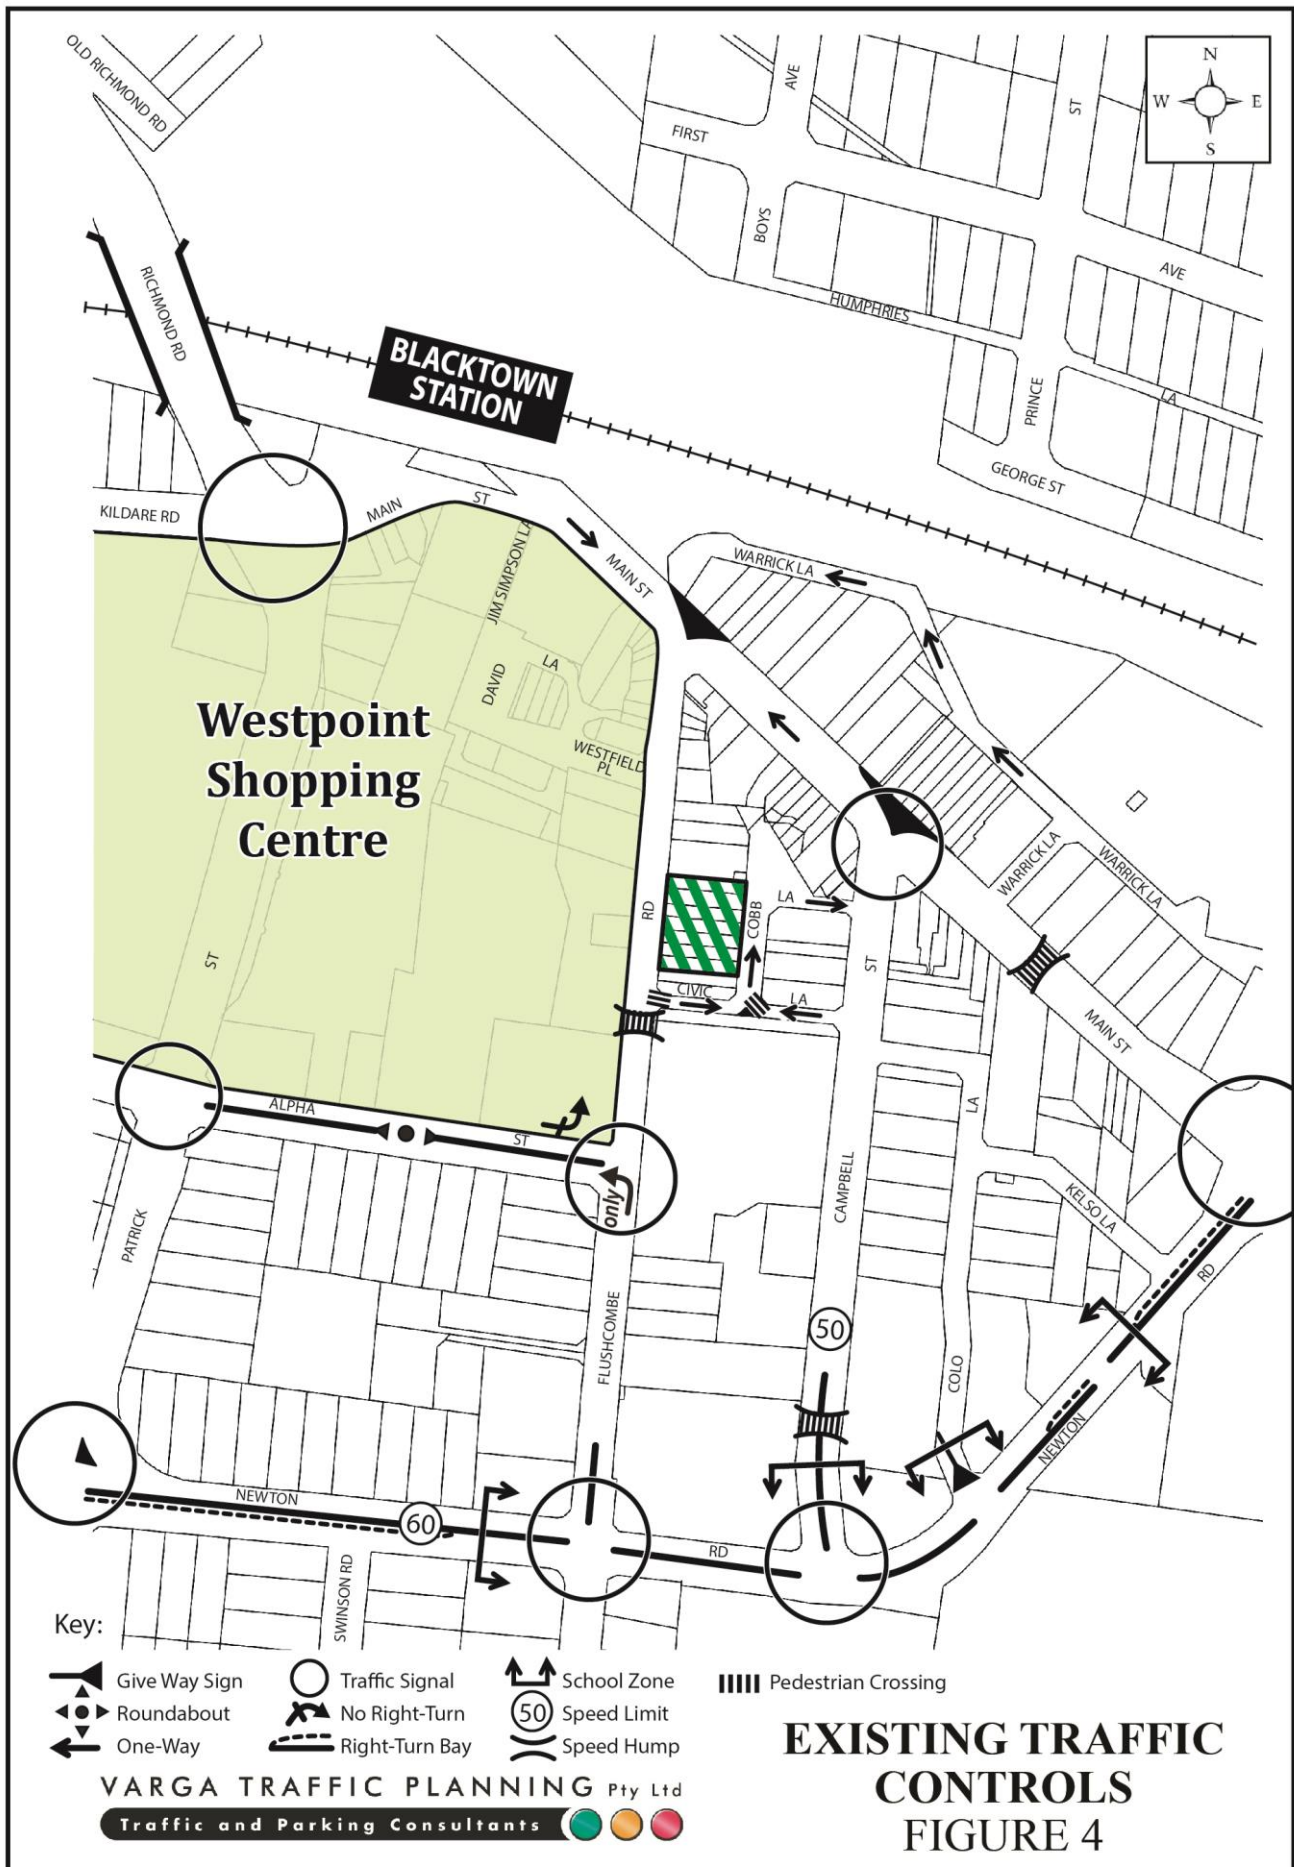 OLD RICHMOND RD
AVE
ST
N
W E
S
FIRST
BOYS
AVE
RICHMOND RD
HUMPHRIES
LA
BLACKTOWN
STATION
PRINCE
GEORGE ST
KILDARE RD
MAIN
ST
JIM SIMPSON LA
MAIN ST
WARRICK LA
DAVID
LA
WESTFIELD
PL
Westpoint
Shopping
Centre
WARRICK LA
WARRICK LA
RD
COBB
LA
ST
ST
CIVIC
LA
MAIN ST
ALPHA
ST
LA
only
CAMPBELL
KELSO LA
PATRICK
RD
FLUSHCOMBE
50
COLO
NEWTON
NEWTON
60
RD
SWINSON RD
Key:
Give Way Sign
Traffic Signal
School Zone
Pedestrian Crossing
Roundabout
No Right-Turn
50
Speed Limit
One-Way
Right-Turn Bay
Speed Hump
VARGA TRAFFIC PLANNING Pty Ltd
Traffic and Parking Consultants
EXISTING TRAFFIC
CONTROLS
FIGURE 4